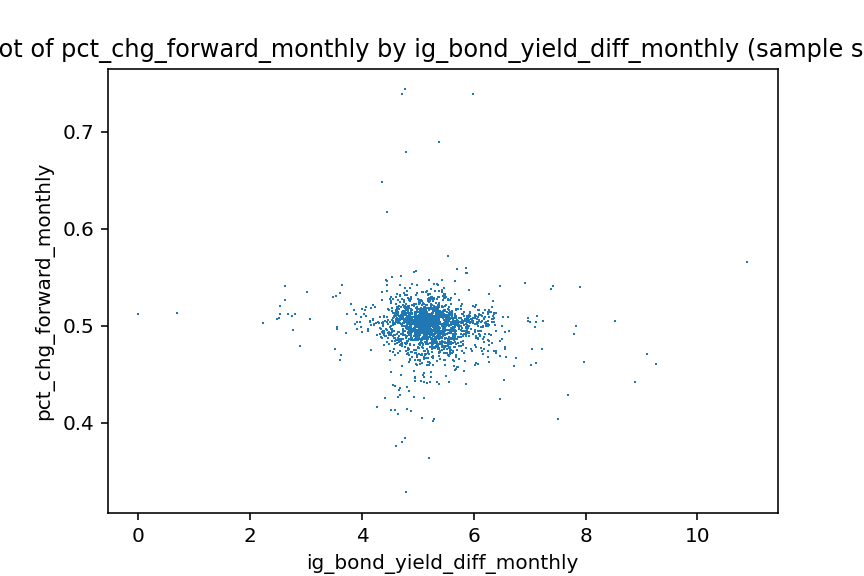 ot of pct_chg_forward_monthly by ig_bond_yield_diff_monthly (sample s
0.7
0.6
0.5
0.4
pct_chg_forward_monthly
0 2 4 6 8 10
ig_bond_yield_diff_monthly